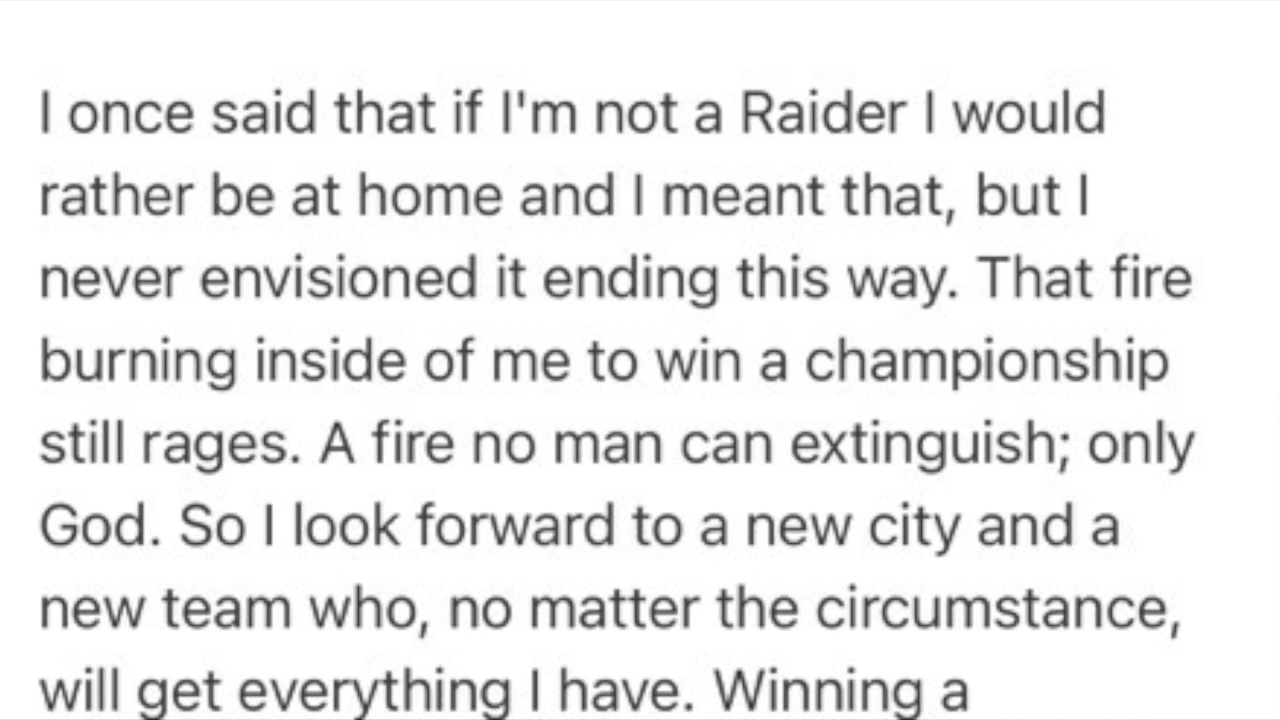 I once said that if I'm not a Raider I would
rather be at home and I meant that, but I
never envisioned it ending this way. That fire
burning inside of me to win a championship
still rages. A fire no man can extinguish; only
God. So I look forward to a new city and a
new team who, no matter the circumstance,
will get everything I have. Winning a